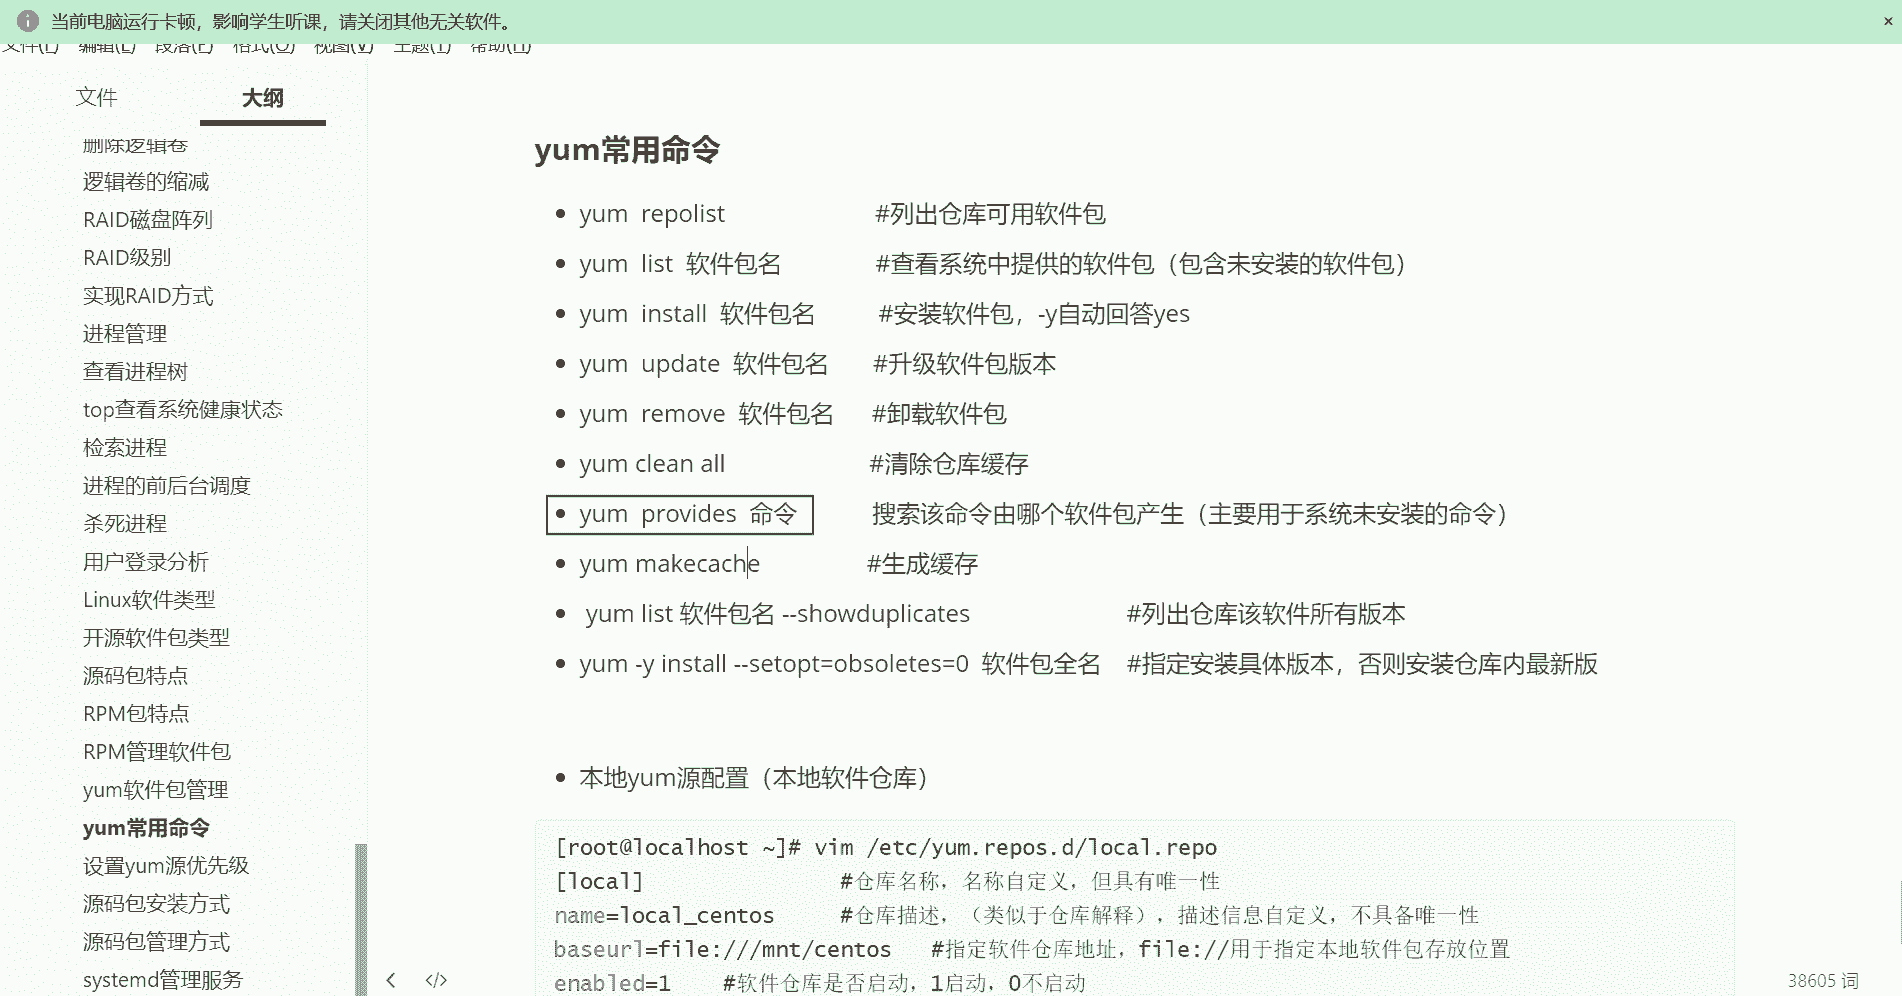 当前电脑运行卡顿，影响学生听课，请关闭其他无关软件。
×
文件(F) 编辑(E) 段落(P) 格式(O) 视图(V) 主题(T) 帮助(H)
文件 大纲
删除逻辑卷
逻辑卷的缩减
RAID磁盘阵列
RAID级别
实现RAID方式
进程管理
查看进程树
top查看系统健康状态
检索进程
进程的前后台调度
杀死进程
用户登录分析
Linux软件类型
开源软件包类型
源码包特点
RPM包特点
RPM管理软件包
yum软件包管理
yum常用命令
设置yum源优先级
源码包安装方式
源码包管理方式
systemd管理服务
yum常用命令
yum repolist #列出仓库可用软件包
yum list 软件包名 #查看系统中提供的软件包（包含未安装的软件包）
yum install 软件包名 #安装软件包，-y自动回答yes
yum update 软件包名 #升级软件包版本
yum remove 软件包名 #卸载软件包
yum clean all #清除仓库缓存
yum provides 命令 搜索该命令由哪个软件包产生（主要用于系统未安装的命令）
yum makecache #生成缓存
yum list 软件包名 --showduplicates #列出仓库该软件所有版本
yum -y install --setopt=obsoletes=0 软件包全名 #指定安装具体版本，否则安装仓库内最新版
本地yum源配置（本地软件仓库）
[root@localhost ~]# vim /etc/yum.repos.d/local.repo
[local] #仓库名称，名称自定义，但具有唯一性
name=local_centos #仓库描述，（类似于仓库解释），描述信息自定义，不具备唯一性
baseurl=file:///mnt/centos #指定软件仓库地址，file://用于指定本地软件包存放位置
enabled=1 #软件仓库是否启动，1启动，0不启动
38605 词